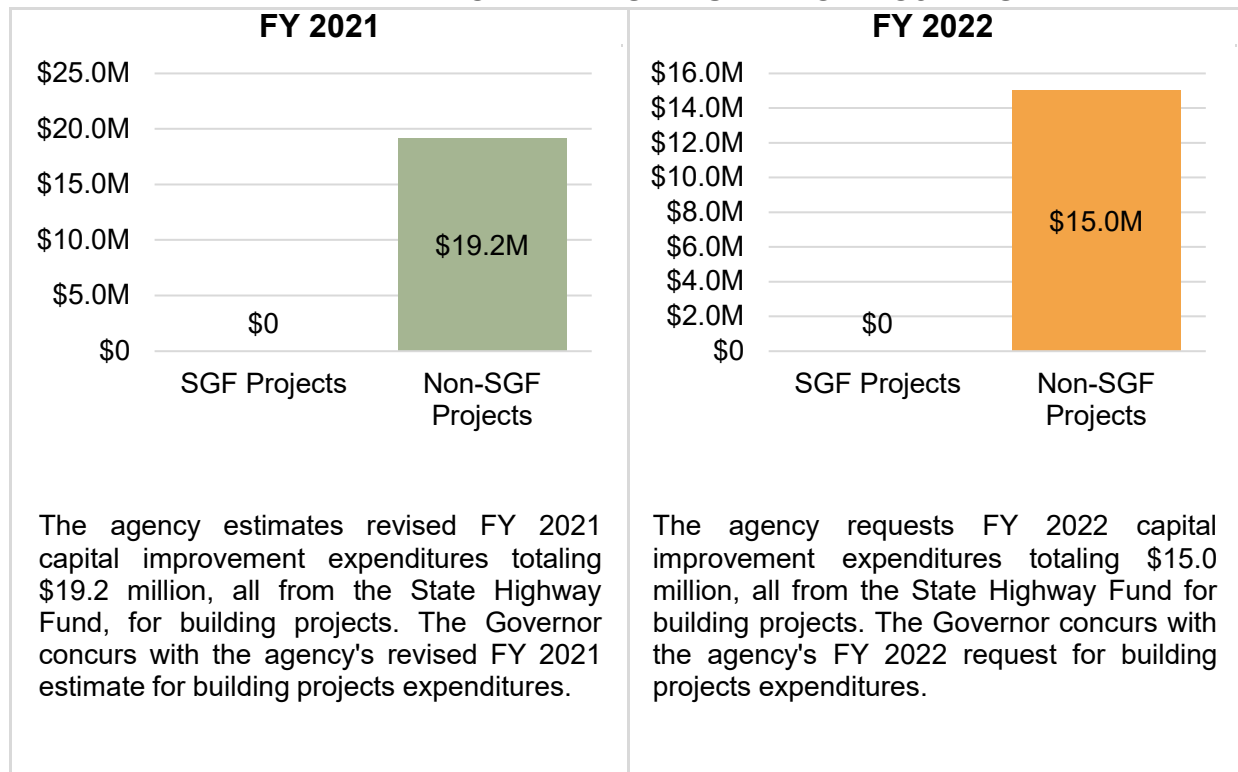 FY 2021
$25.0M
$20.0M
$15.0M
$10.0M
$5.0M
$0
$0
$19.2M
SGF Projects
Non-SGF
Projects
The agency estimates revised FY 2021
capital improvement expenditures totaling
$19.2 million, all from the State Highway
Fund, for building projects. The Governor
concurs with the agency's revised FY 2021
estimate for building projects expenditures.
FY 2022
$16.0M
$14.0M
$12.0M
$10.0M
$8.0M
$6.0M
$4.0M
$2.0M
$0
$0
$15.0M
SGF Projects
Non-SGF
Projects
The agency requests FY 2022 capital
improvement expenditures totaling $15.0
million, all from the State Highway Fund for
building projects. The Governor concurs with
the agency's FY 2022 request for building
projects expenditures.